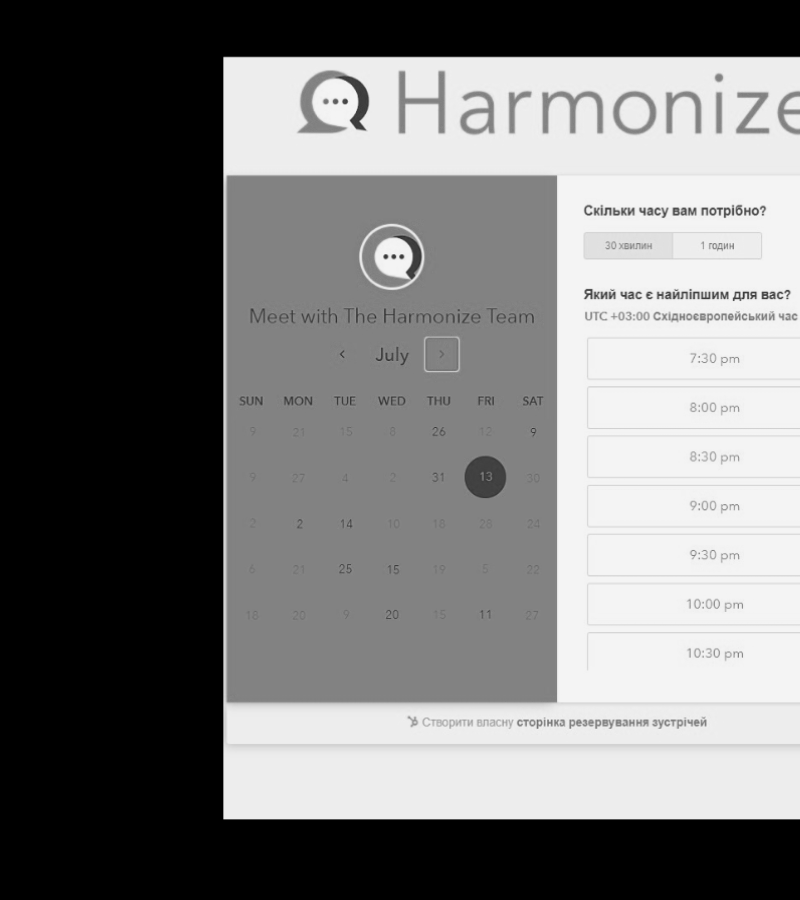 Harmonize
Meet with The Harmonize Team
July
SUN MON TUE WED THU FRI SAT
9 21 15 8 26 12 9
9 27 4 2 31 13 30
2 2 14 10 18 28 24
6 21 25 15 19 5 22
18 20 9 20 15 11 27
Скільки часу вам потрібно?
30 хвилин 1 годин
Який час є найліпшим для вас?
UTC +03:00 Східноєвропейський час
7:30 pm
8:00 pm
8:30 pm
9:00 pm
9:30 pm
10:00 pm
10:30 pm
Створити власну сторінка резервування зустрічей